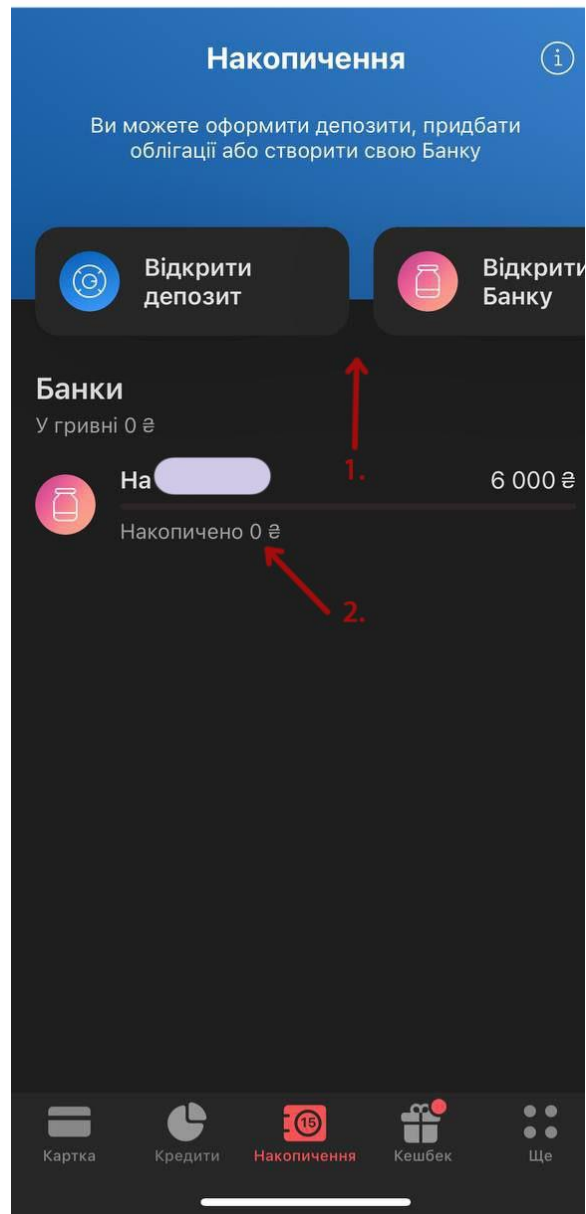 Накопичення
Ви можете оформити депозити, придбати
облігації або створити свою Банку
Відкрити
депозит
Відкрити
Банку
Банки
У гривні 0 ₴
1.
На
6 000 ₴
Накопичено 0 ₴
2.
15
Картка
Кредити
Накопичення
Кешбек
Ще